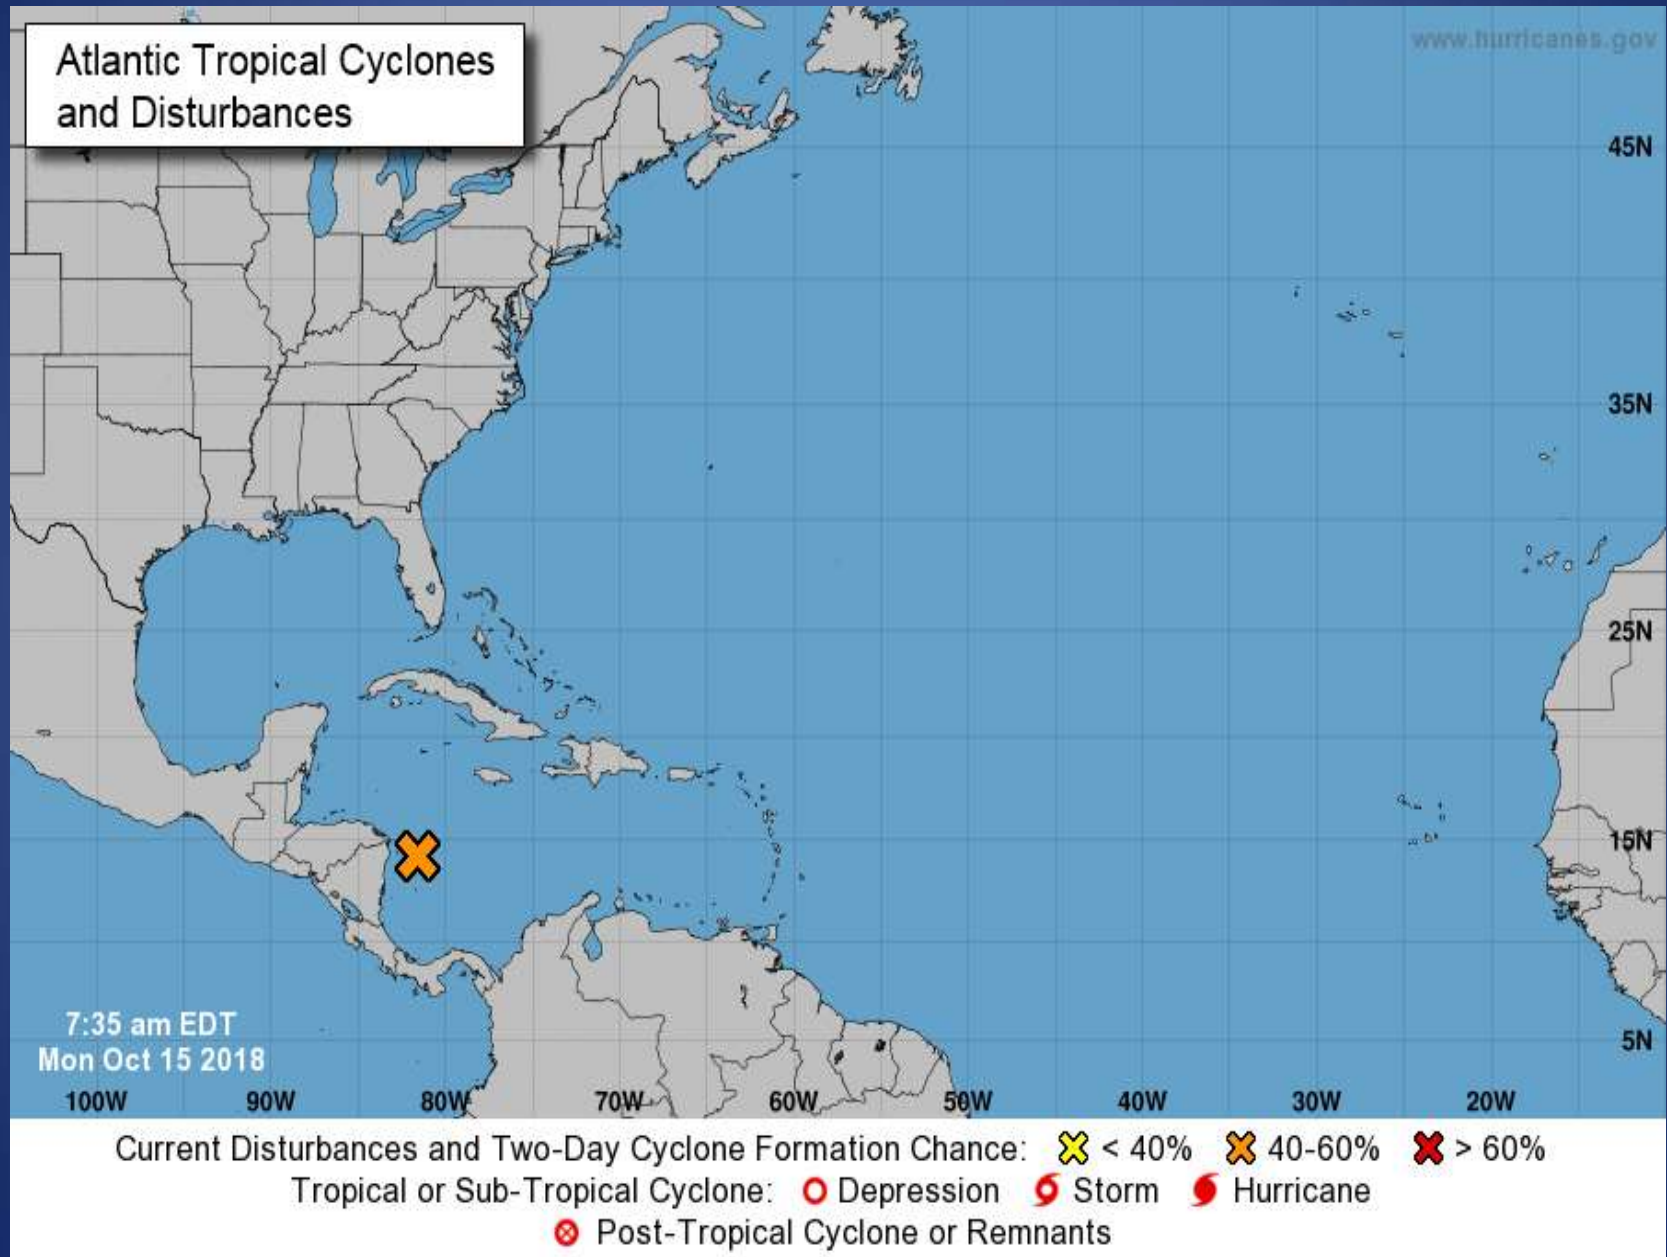 Atlantic Tropical Cyclones
and Disturbances
www.hurricanes.gov
45N
35N
25N
15N
5N
7:35 am EDT
Mon Oct 15 2018
100W 90W 80W 70W 60W 50W 40W 30W 20W
Current Disturbances and Two-Day Cyclone Formation Chance: < 40% 40-60% > 60%
Tropical or Sub-Tropical Cyclone: Depression Storm Hurricane
Post-Tropical Cyclone or Remnants